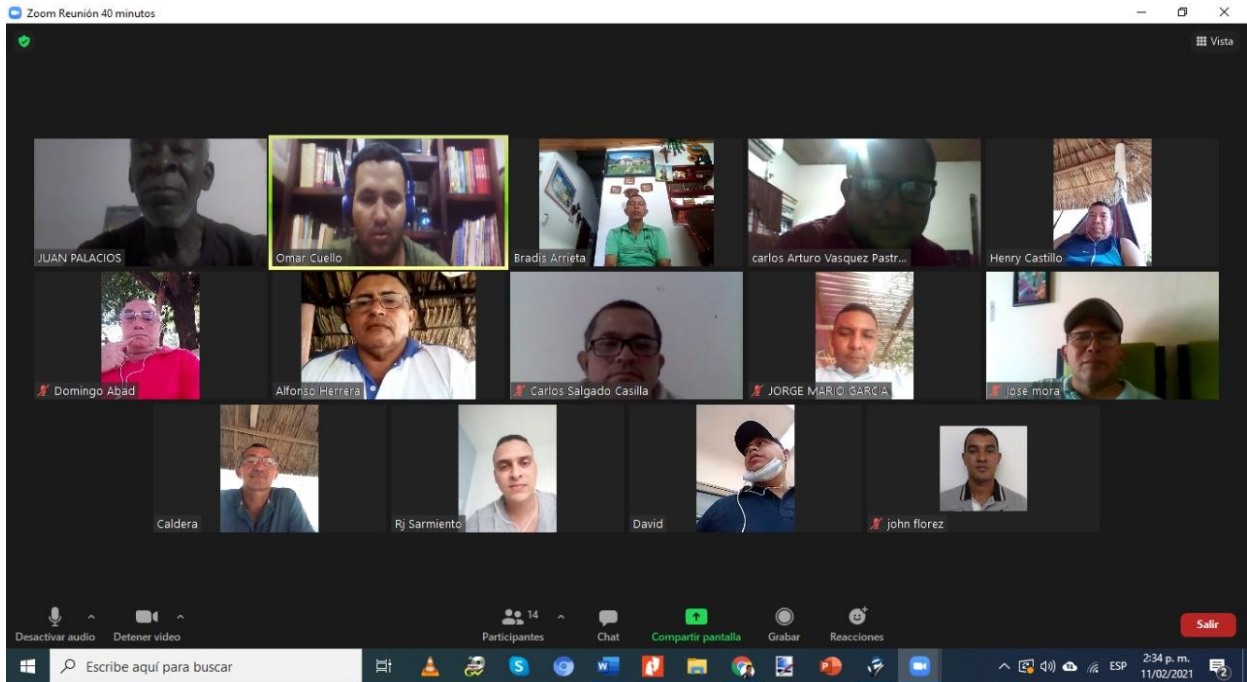 Zoom Reunión 40 minutos
Vista
JUAN PALACIOS
Omar Cuello
Bradis Arrieta
carlos Arturo Vasquez Pastr...
Henry Castillo
Domingo Abad
Alfonso Herrera
Carlos Salgado Casilla
JORGE MARIO GARCIA
jose mora
Caldera
Rj Sarmiento
David
john florez
Desactivar audio
Detener video
14
Participantes
Chat
Compartir pantalla
Grabar
Reacciones
Salir
Escribe aquí para buscar
ESP
2:34 p. m.
11/02/2021
2